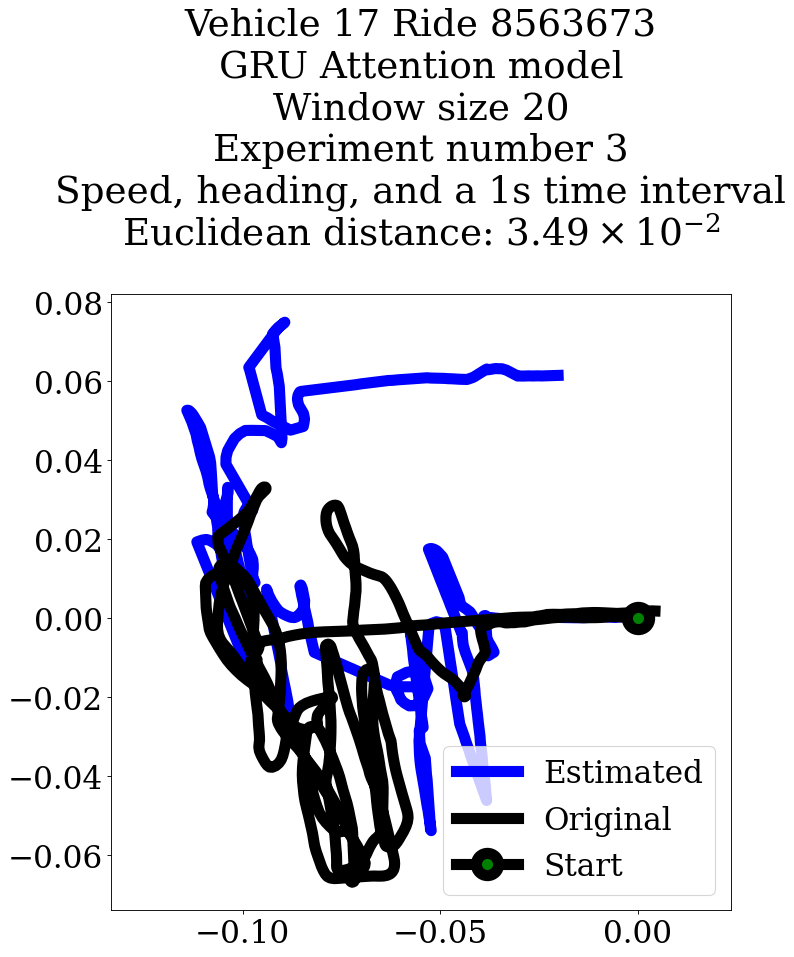 Vehicle 17 Ride 8563673
GRU Attention model
Window size 20
Experiment number 3
Speed, heading, and a 1s time interval
Euclidean distance: 3.49 × 10⁻²
0.08
0.06
0.04
0.02
0.00
−0.02
−0.04
−0.06
Estimated
Original
Start
−0.10
−0.05
0.00